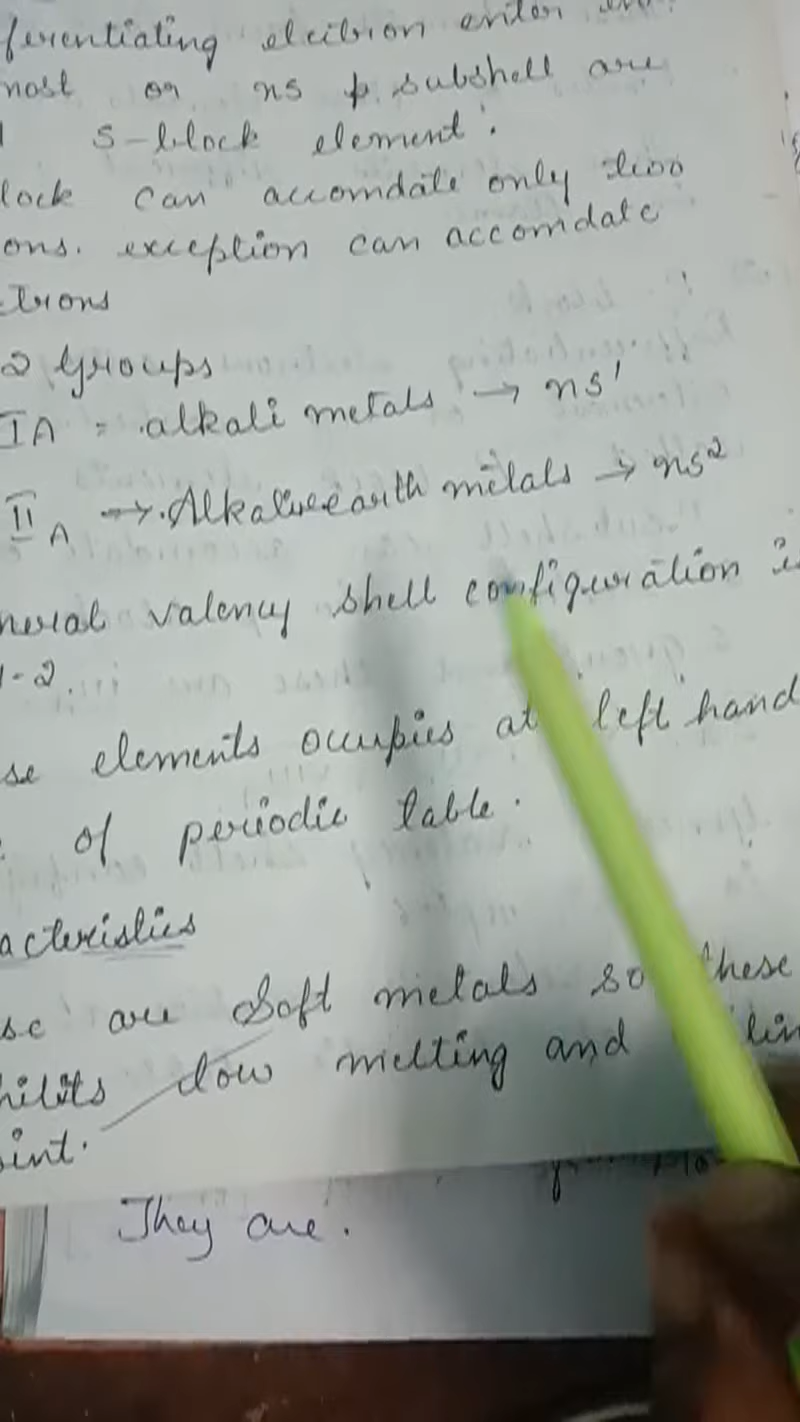 ferentiating elcitron enter
most or ns p subshell are
s-block element.
lock can accomdate only two
ons. exception can accomdate
trons
2 Groups
IA = alkali metals → ns¹
II A → Alkaline earth metals → ns²
neral valency shell configuration is
1-2.
se elements occupies at left hand
of periodic table.
acteristics
se are Soft metals so these
hibits low melting and
int.
They are.